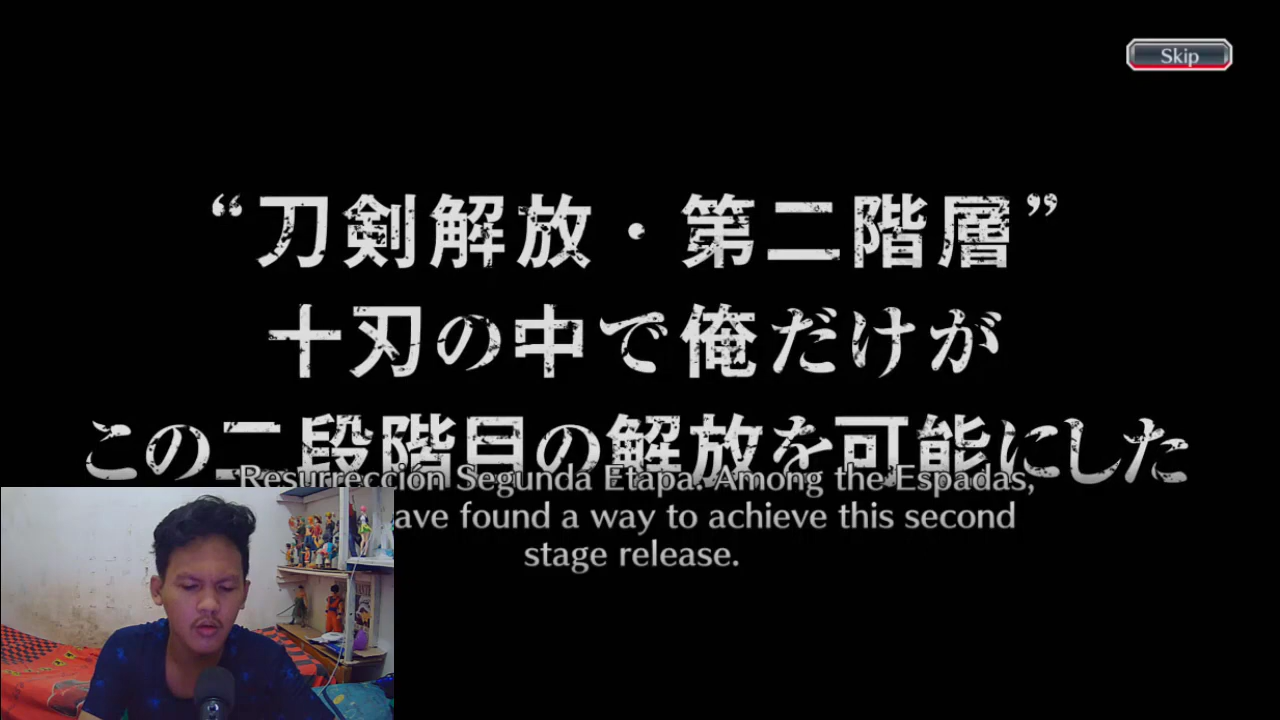 Skip
“刀剣解放・第二階層”
十刃の中で俺だけが
この二段階目の解放を可能にした
Resurrección Segunda Etapa. Among the Espadas,
ave found a way to achieve this second
stage release.